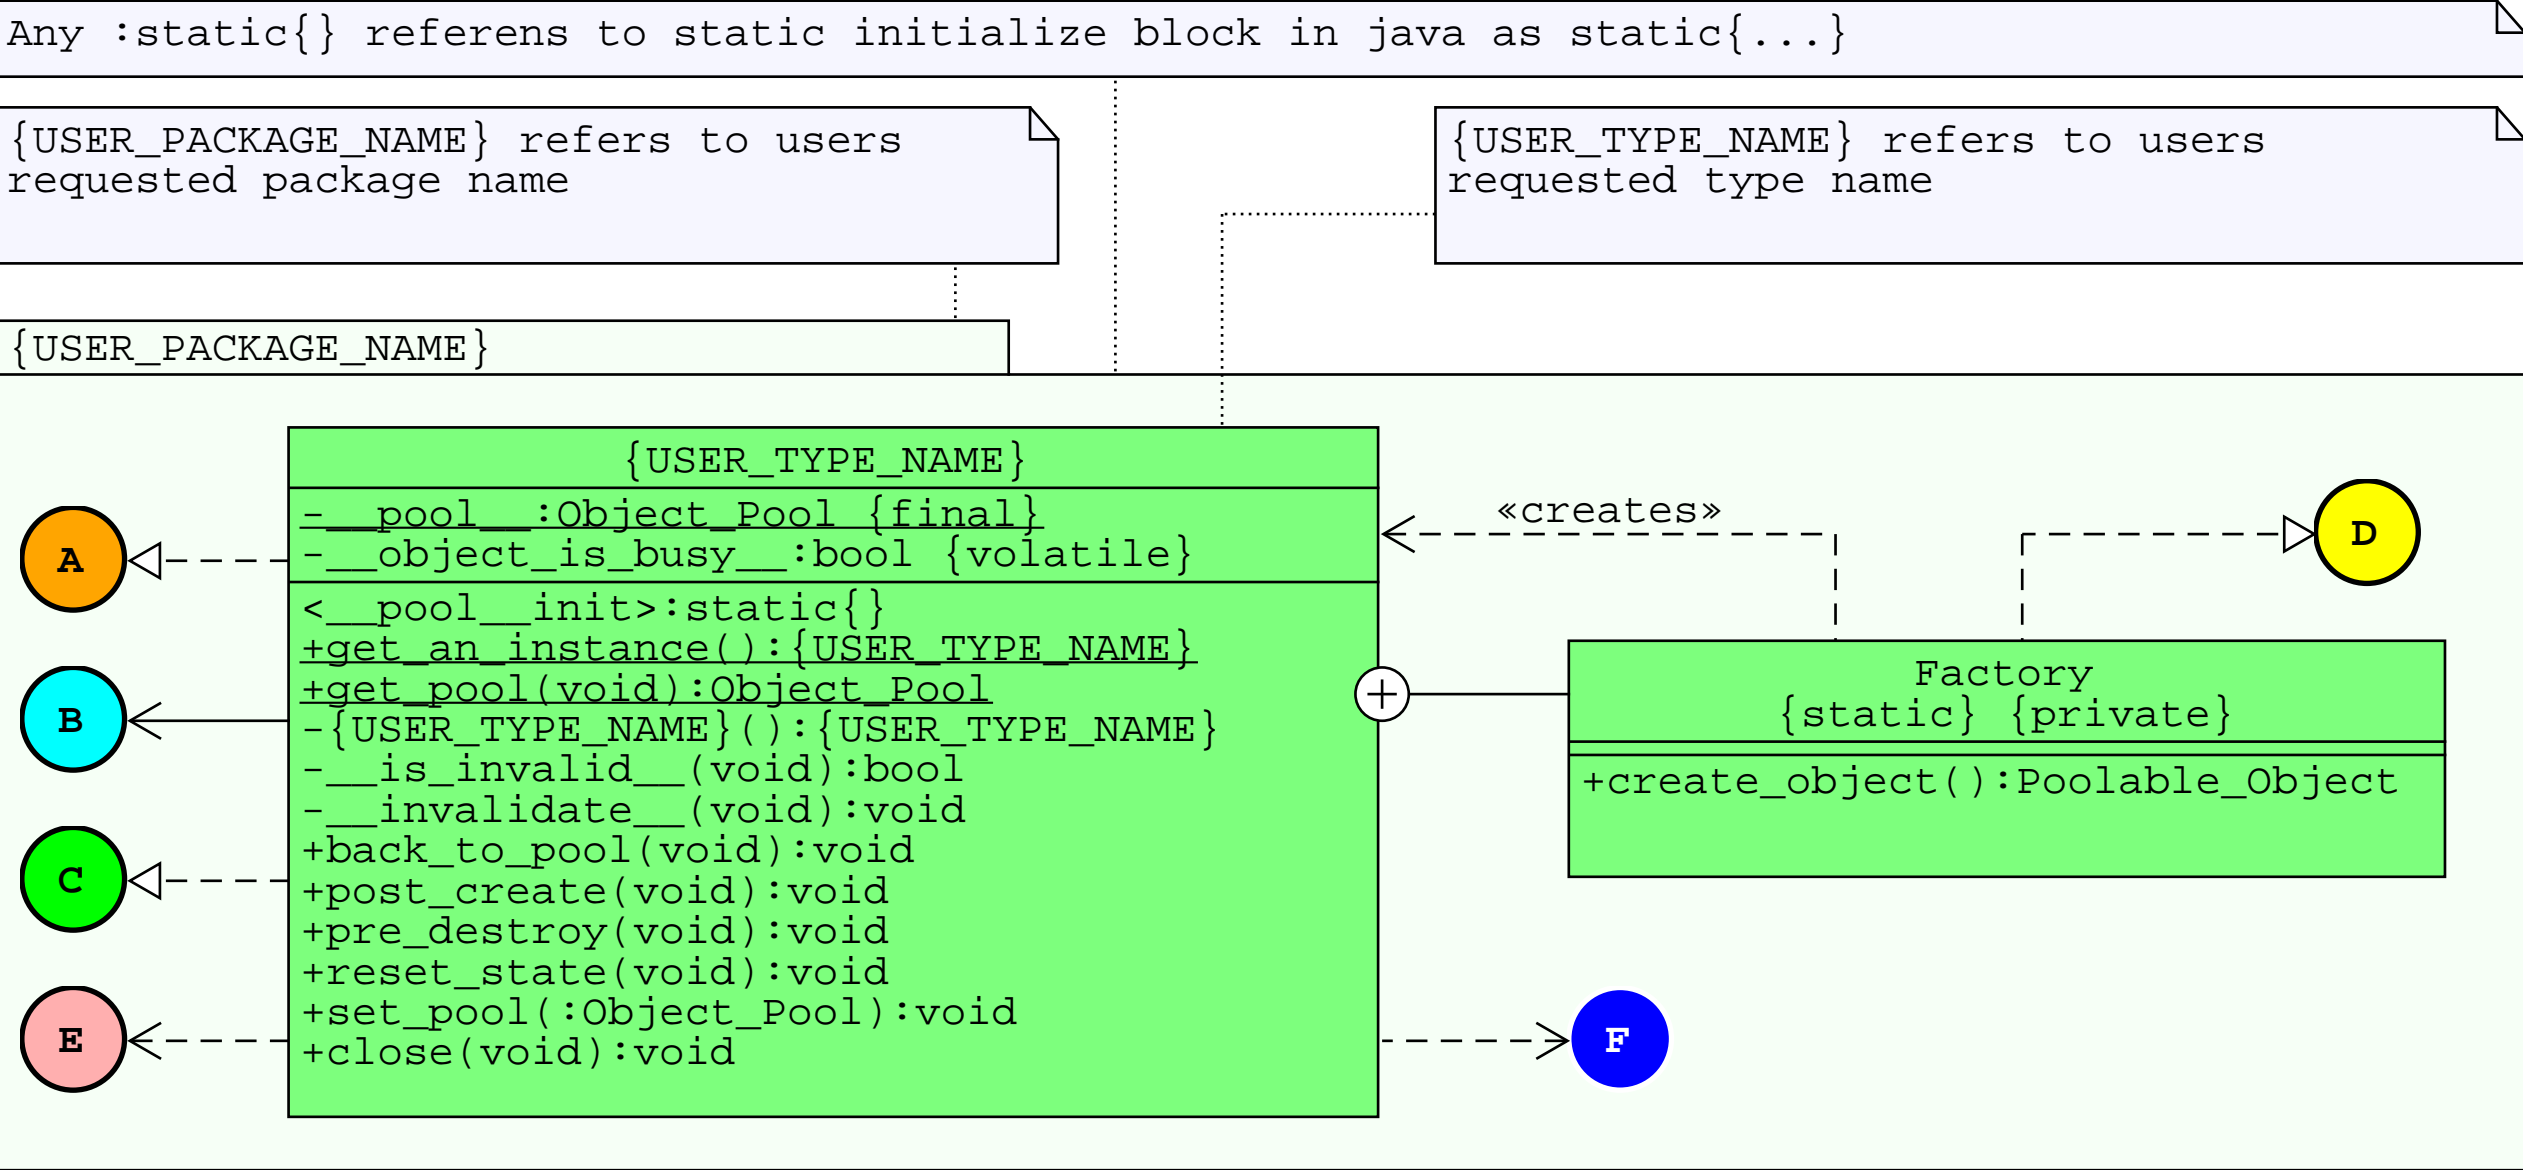 Any :static{} referens to static initialize block in java as static{...}
{USER_PACKAGE_NAME} refers to users
requested package name
{USER_TYPE_NAME} refers to users
requested type name
{USER_PACKAGE_NAME}
{USER_TYPE_NAME}
-__pool__:Object_Pool {final}
-__object_is_busy__:bool {volatile}
<__pool__init>:static{}
+get_an_instance():{USER_TYPE_NAME}
+get_pool(void):Object_Pool
-{USER_TYPE_NAME}():{USER_TYPE_NAME}
-__is_invalid__(void):bool
-__invalidate__(void):void
+back_to_pool(void):void
+post_create(void):void
+pre_destroy(void):void
+reset_state(void):void
+set_pool(:Object_Pool):void
+close(void):void
A
B
C
E
«creates»
D
Factory
{static} {private}
+create_object():Poolable_Object
F